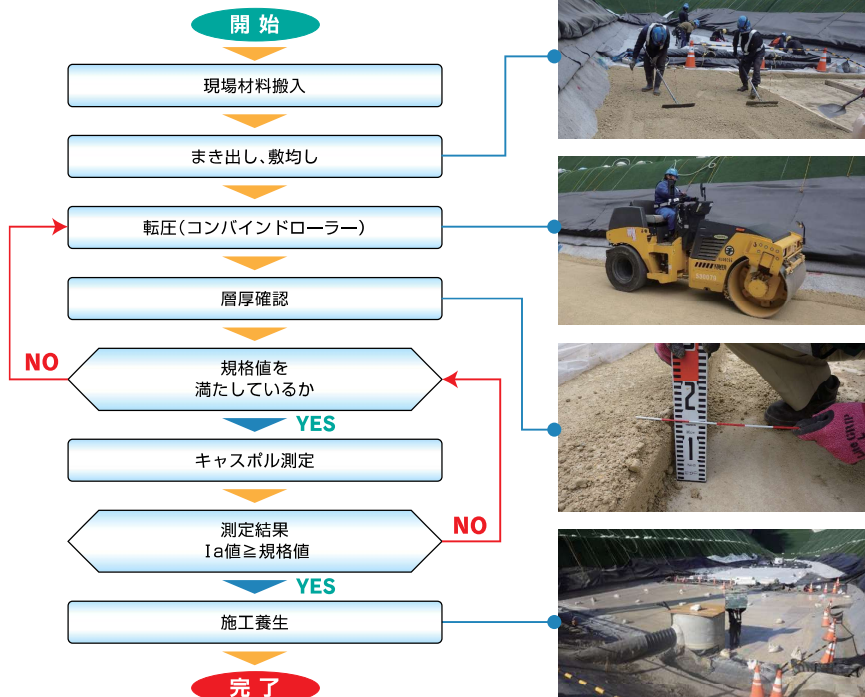 開始
現場材料搬入
まき出し、敷均し
転圧(コンバインドローラー)
層厚確認
NO
規格値を
満たしているか
YES
キャスポル測定
測定結果
Ia値≧規格値
NO
YES
施工養生
完了
2
1